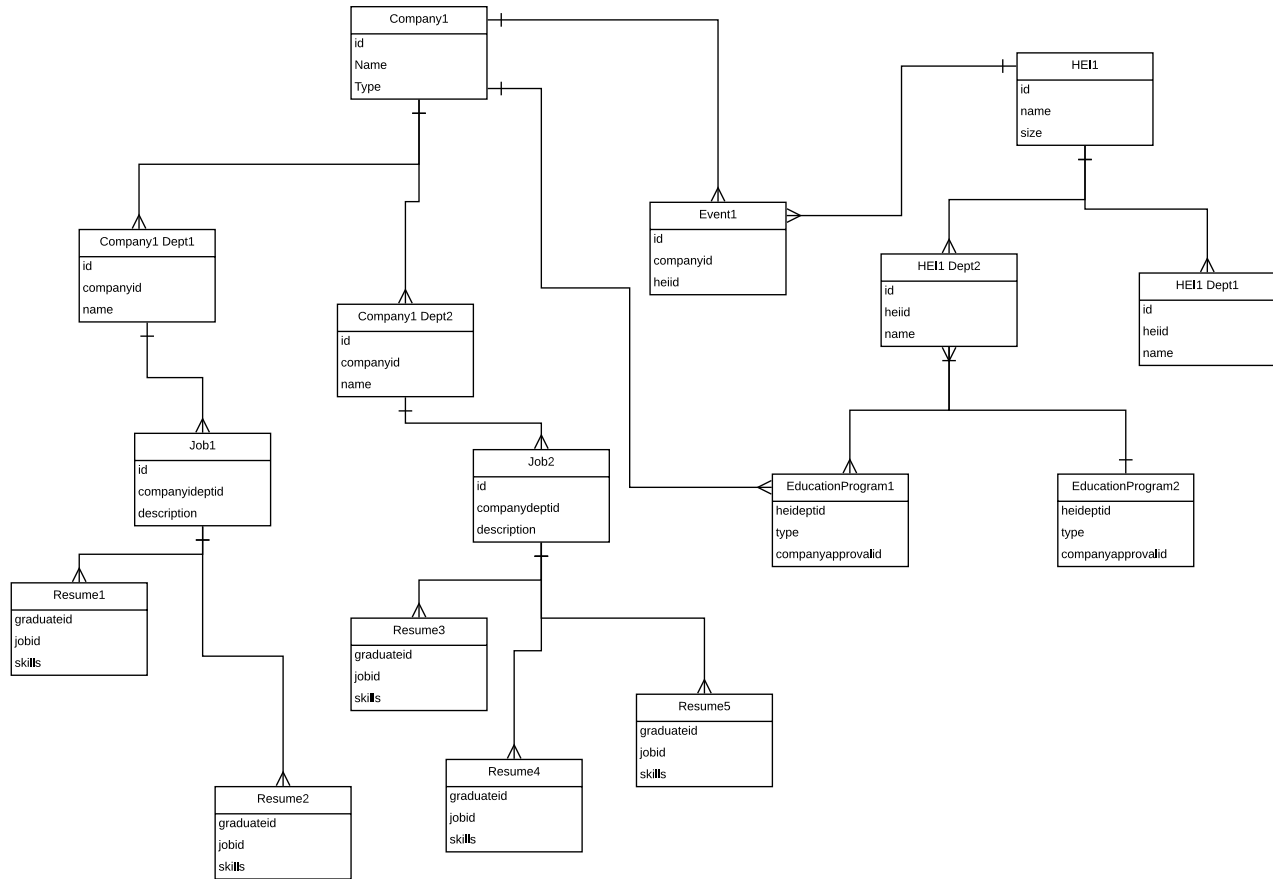 Company1
id
Name
Type
HEI1
id
name
size
Event1
id
companyid
heiid
Company1 Dept1
id
companyid
name
HEI1 Dept2
id
heiid
name
HEI1 Dept1
id
heiid
name
Company1 Dept2
id
companyid
name
Job1
id
companyideptid
description
Job2
id
companydeptid
description
EducationProgram1
heideptid
type
companyapprovalid
EducationProgram2
heideptid
type
companyapprovalid
Resume1
graduateid
jobid
skills
Resume3
graduateid
jobid
skills
Resume5
graduateid
jobid
skills
Resume4
graduateid
jobid
skills
Resume2
graduateid
jobid
skills